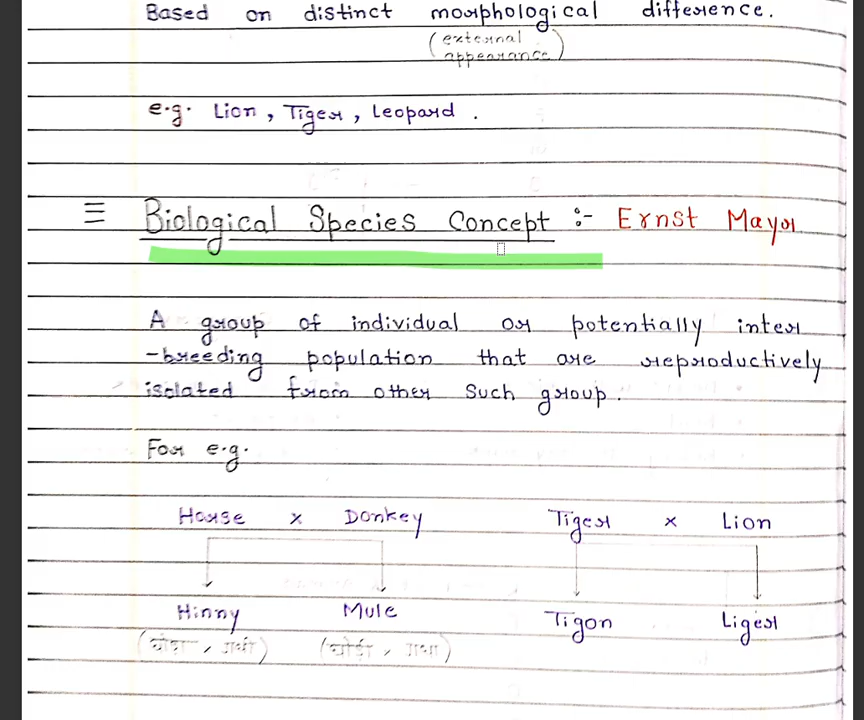 Based on distinct morphological difference.
(external
appearance)
e.g. Lion, Tiger, Leopard.
Biological Species Concept :- Ernst Mayr
A group of individual or potentially inter
-breeding population that are reproductively
isolated from other such group.
For e.g.
Horse x Donkey Tiger x Lion
Hinny Mule Tigon Liger
(घोड़ा, गधी) (घोड़ी, गधा)